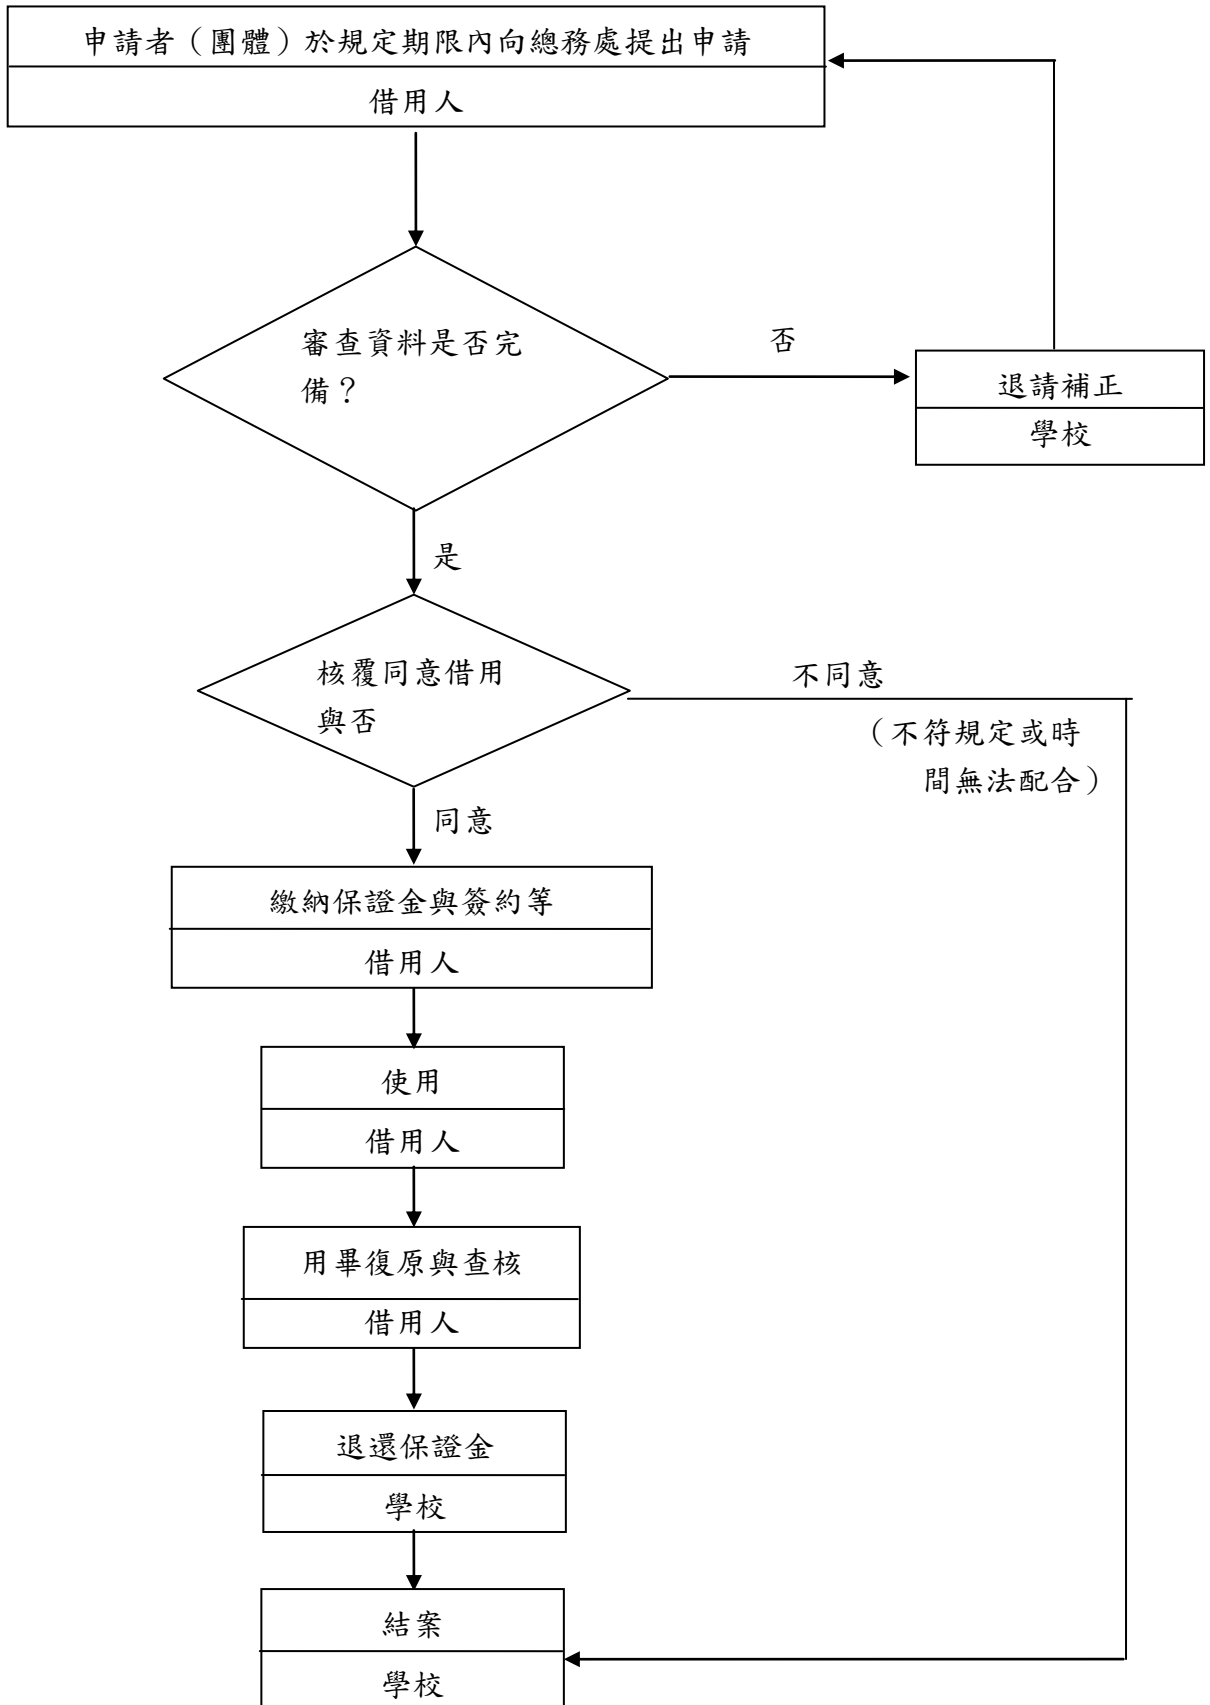 申請者（團體）於規定期限內向總務處提出申請
借用人
審查資料是否完
備？
否
退請補正
學校
是
核覆同意借用
與否
不同意
（不符規定或時
間無法配合）
同意
繳納保證金與簽約等
借用人
使用
借用人
用畢復原與查核
借用人
退還保證金
學校
結案
學校